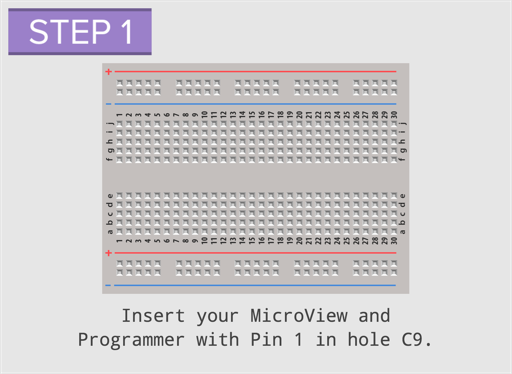 STEP 1
+
-
1 2 3 4 5 6 7 8 9 10 11 12 13 14 15 16 17 18 19 20 21 22 23 24 25 26 27 28 29 30
f g h i j
f g h i j
a b c d e
a b c d e
1 2 3 4 5 6 7 8 9 10 11 12 13 14 15 16 17 18 19 20 21 22 23 24 25 26 27 28 29 30
+
-
Insert your MicroView and
Programmer with Pin 1 in hole C9.